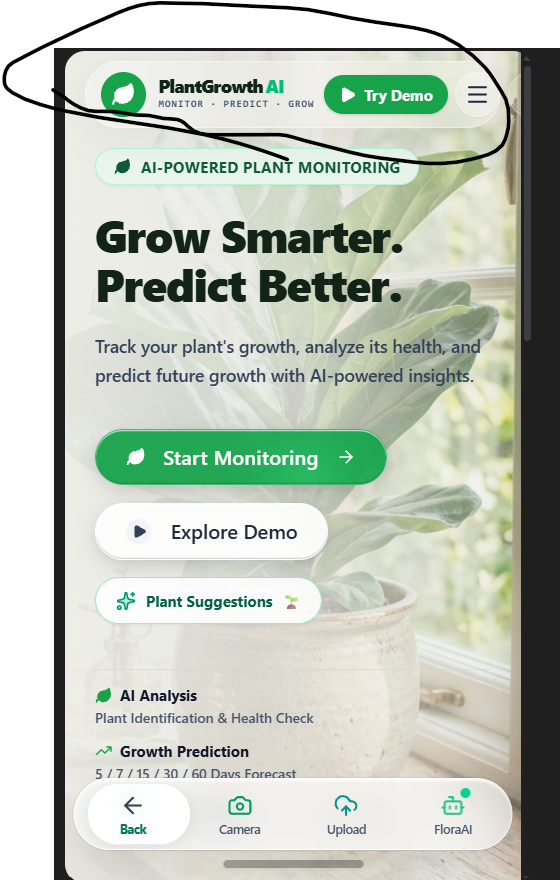 PlantGrowth AI
MONITOR · PREDICT · GROW
Try Demo
AI-POWERED PLANT MONITORING
Grow Smarter.
Predict Better.
Track your plant's growth, analyze its health, and
predict future growth with AI-powered insights.
Start Monitoring
Explore Demo
Plant Suggestions
AI Analysis
Plant Identification & Health Check
Growth Prediction
5 / 7 / 15 / 30 / 60 Days Forecast
Back
Camera
Upload
FloraAI